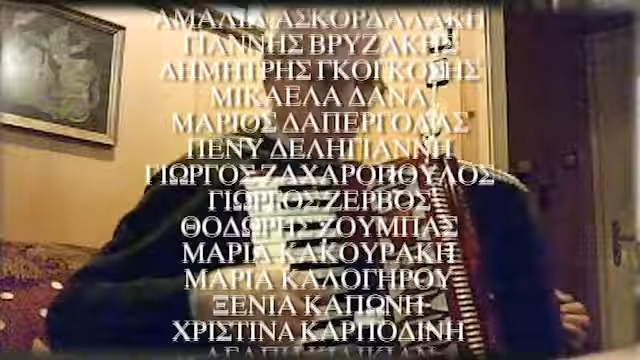 ΑΜΑΛΙΑ ΑΣΚΟΡΔΑΛΑΚΗ
ΓΙΑΝΝΗΣ ΒΡΥΖΑΚΗΣ
ΔΗΜΗΤΡΗΣ ΓΚΟΓΚΟΣΗΣ
ΜΙΚΑΕΛΑ ΔΑΝΑ
ΜΑΡΙΟΣ ΔΑΠΕΡΓΟΛΑΣ
ΠΕΝΥ ΔΕΛΗΓΙΑΝΝΗ
ΓΙΩΡΓΟΣ ΖΑΧΑΡΟΠΟΥΛΟΣ
ΓΙΩΡΓΟΣ ΖΕΡΒΟΣ
ΘΟΔΩΡΗΣ ΖΟΥΜΠΑΣ
ΜΑΡΙΑ ΚΑΚΟΥΡΑΚΗ
ΜΑΡΙΑ ΚΑΛΟΓΗΡΟΥ
ΞΕΝΙΑ ΚΑΠΩΝΗ
ΧΡΙΣΤΙΝΑ ΚΑΡΠΟΔΙΝΗ